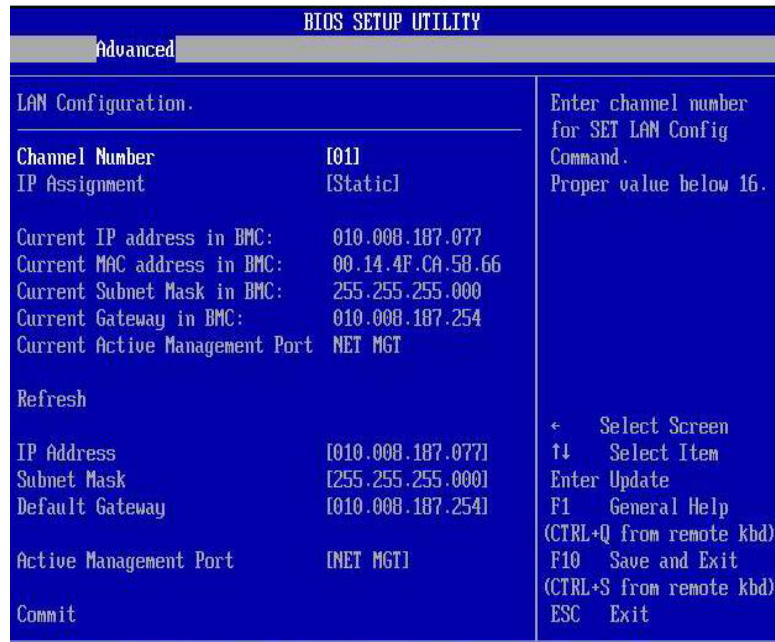 BIOS SETUP UTILITY
Advanced
LAN Configuration.
Channel Number [01]
IP Assignment [Static]
Current IP address in BMC: 010.008.187.077
Current MAC address in BMC: 00.14.4F.CA.58.66
Current Subnet Mask in BMC: 255.255.255.000
Current Gateway in BMC: 010.008.187.254
Current Active Management Port NET MGT
Refresh
IP Address [010.008.187.077]
Subnet Mask [255.255.255.000]
Default Gateway [010.008.187.254]
Active Management Port [NET MGT]
Commit
Enter channel number
for SET LAN Config
Command.
Proper value below 16.
← Select Screen
↑↓ Select Item
Enter Update
F1 General Help
(CTRL+Q from remote kbd)
F10 Save and Exit
(CTRL+S from remote kbd)
ESC Exit